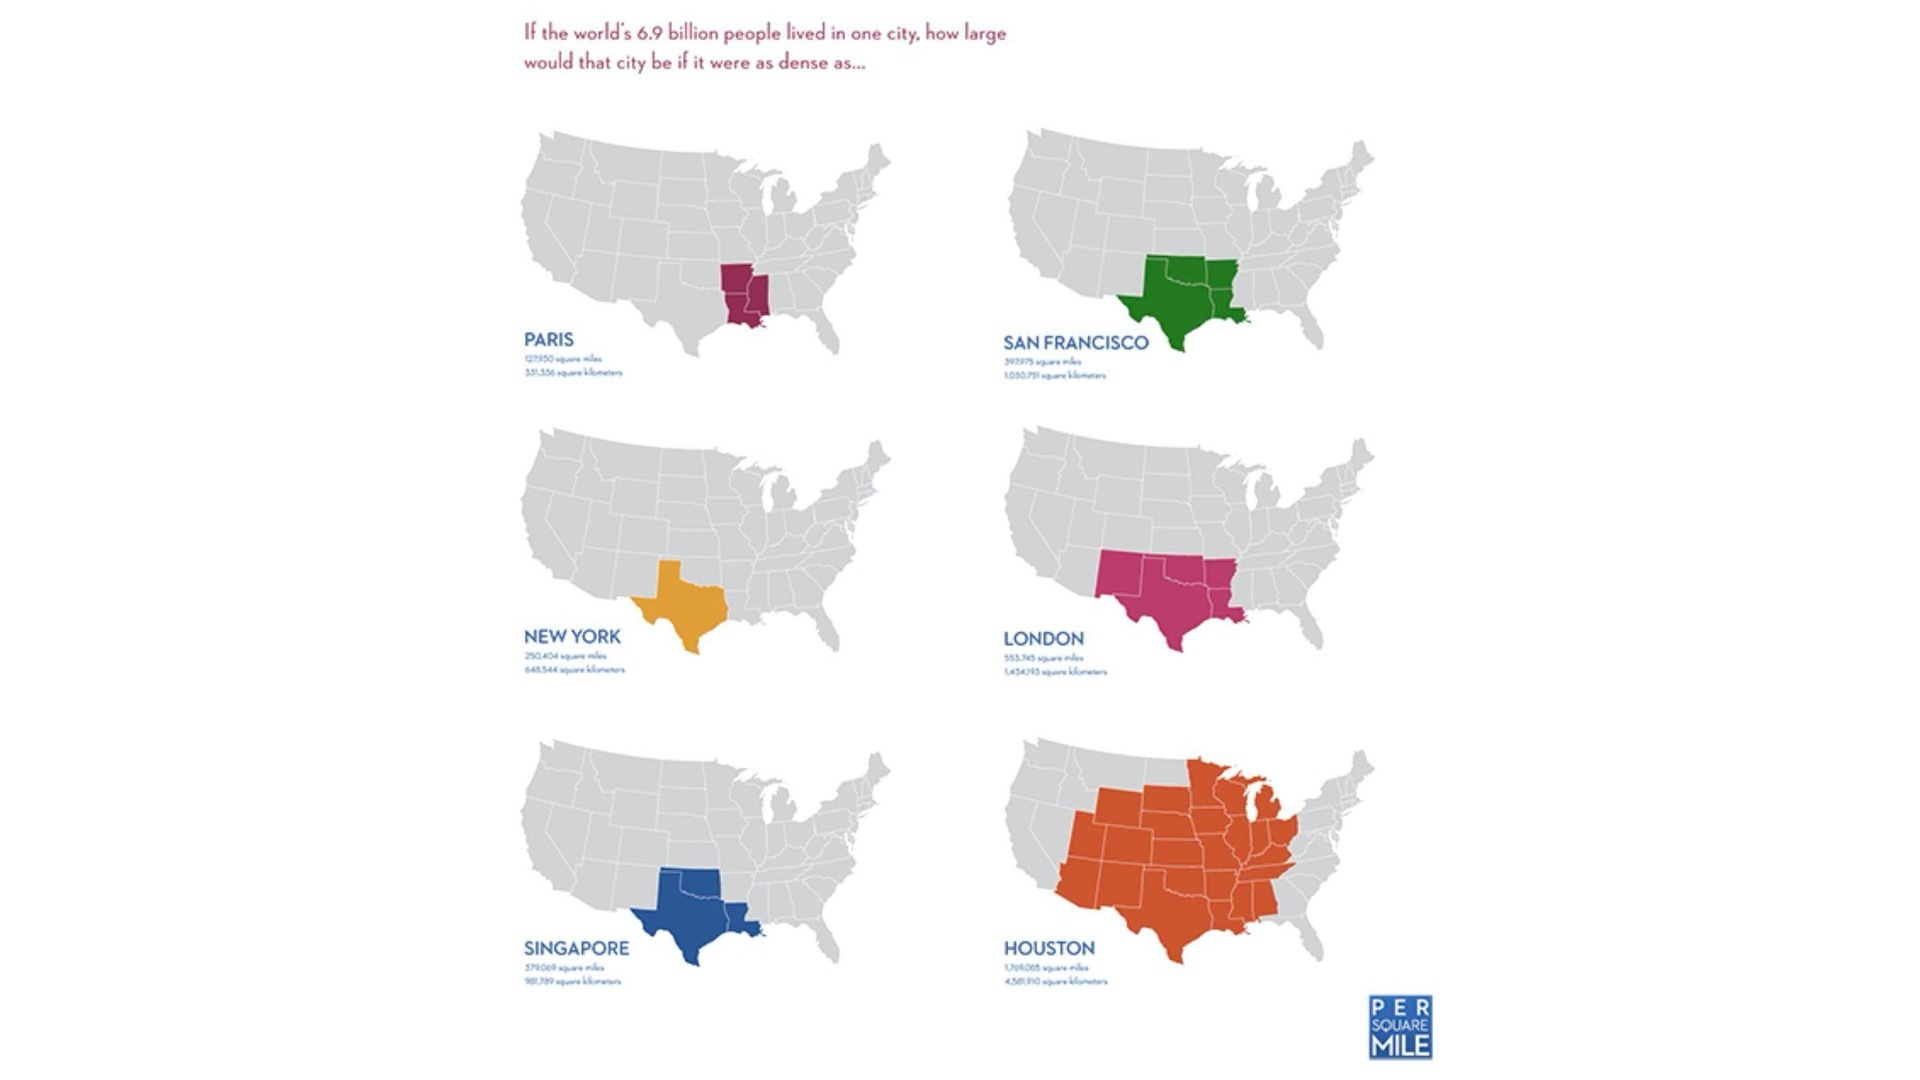 If the world's 6.9 billion people lived in one city, how large
would that city be if it were as dense as...
PARIS
127,930 square miles
331,336 square kilometers
SAN FRANCISCO
397,975 square miles
1,030,751 square kilometers
NEW YORK
250,404 square miles
648,544 square kilometers
LONDON
553,745 square miles
1,434,193 square kilometers
SINGAPORE
379,069 square miles
981,789 square kilometers
HOUSTON
1,769,085 square miles
4,581,910 square kilometers
PER
SQUARE
MILE